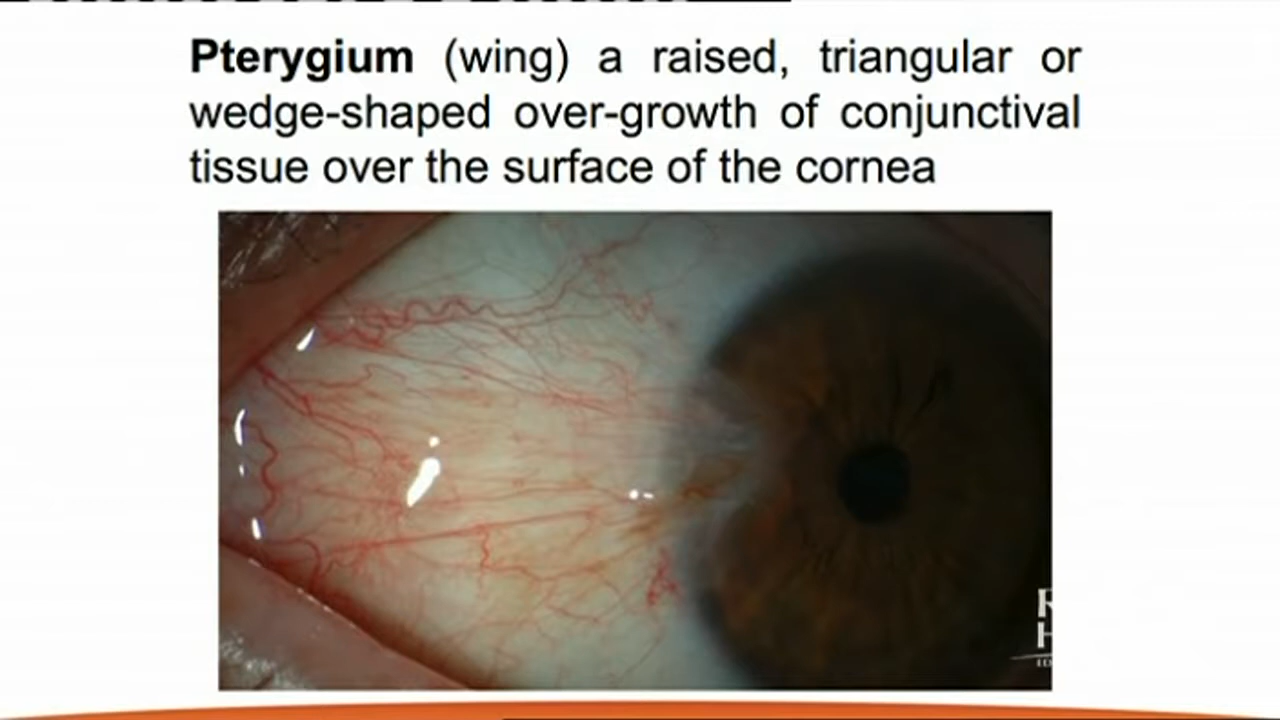 Pterygium (wing) a raised, triangular or
wedge-shaped over-growth of conjunctival
tissue over the surface of the cornea